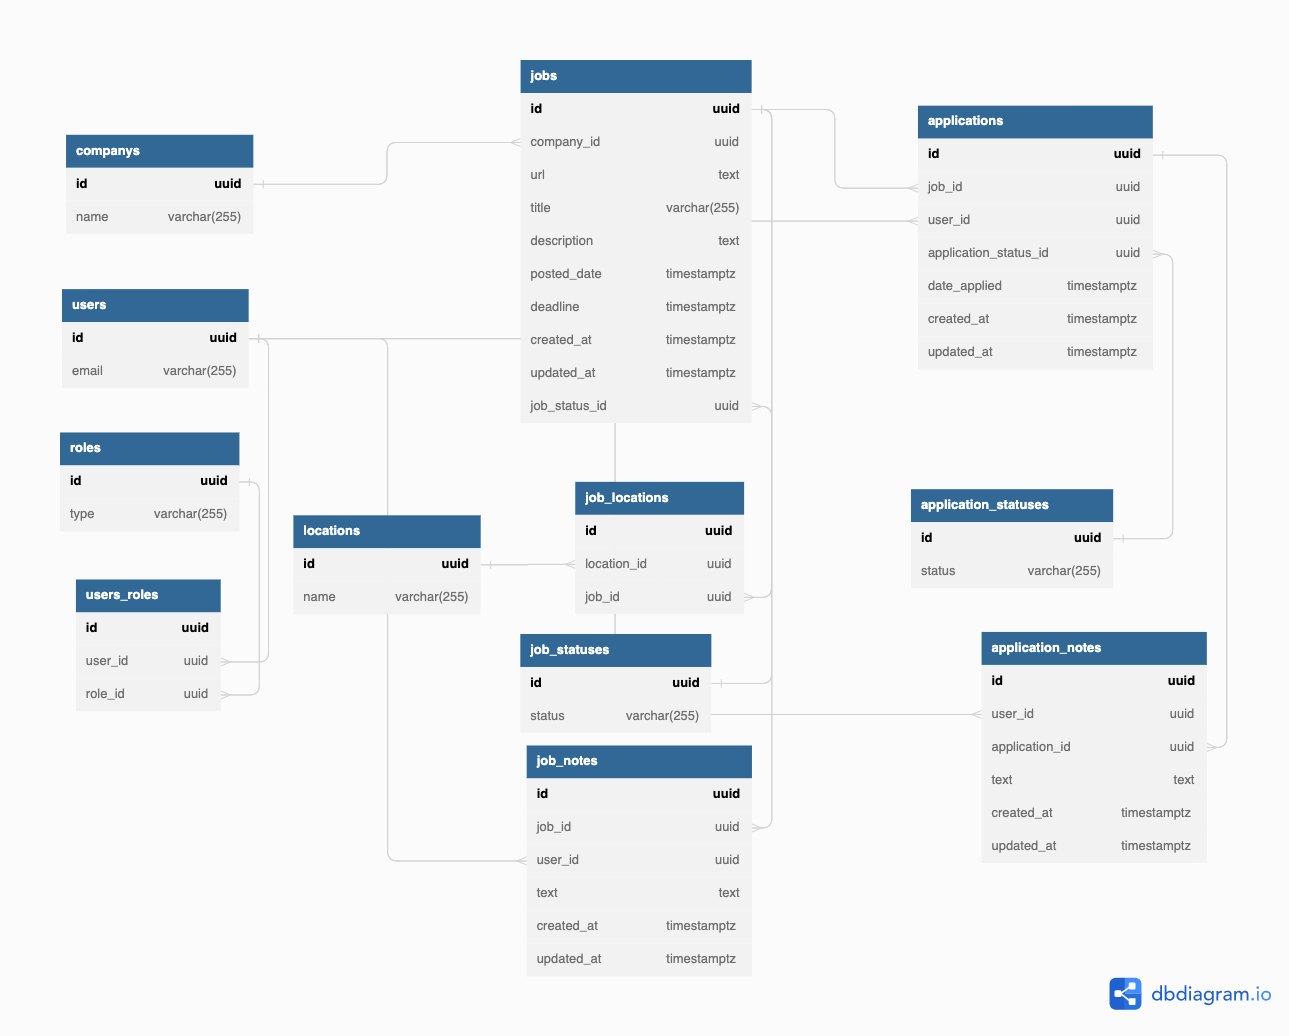 jobs
id uuid
company_id uuid
url text
title varchar(255)
description text
posted_date timestamptz
deadline timestamptz
created_at timestamptz
updated_at timestamptz
job_status_id uuid
applications
id uuid
job_id uuid
user_id uuid
application_status_id uuid
date_applied timestamptz
created_at timestamptz
updated_at timestamptz
companys
id uuid
name varchar(255)
users
id uuid
email varchar(255)
roles
id uuid
type varchar(255)
users_roles
id uuid
user_id uuid
role_id uuid
locations
id uuid
name varchar(255)
job_locations
id uuid
location_id uuid
job_id uuid
job_statuses
id uuid
status varchar(255)
job_notes
id uuid
job_id uuid
user_id uuid
text text
created_at timestamptz
updated_at timestamptz
application_statuses
id uuid
status varchar(255)
application_notes
id uuid
user_id uuid
application_id uuid
text text
created_at timestamptz
updated_at timestamptz
dbdiagram.io